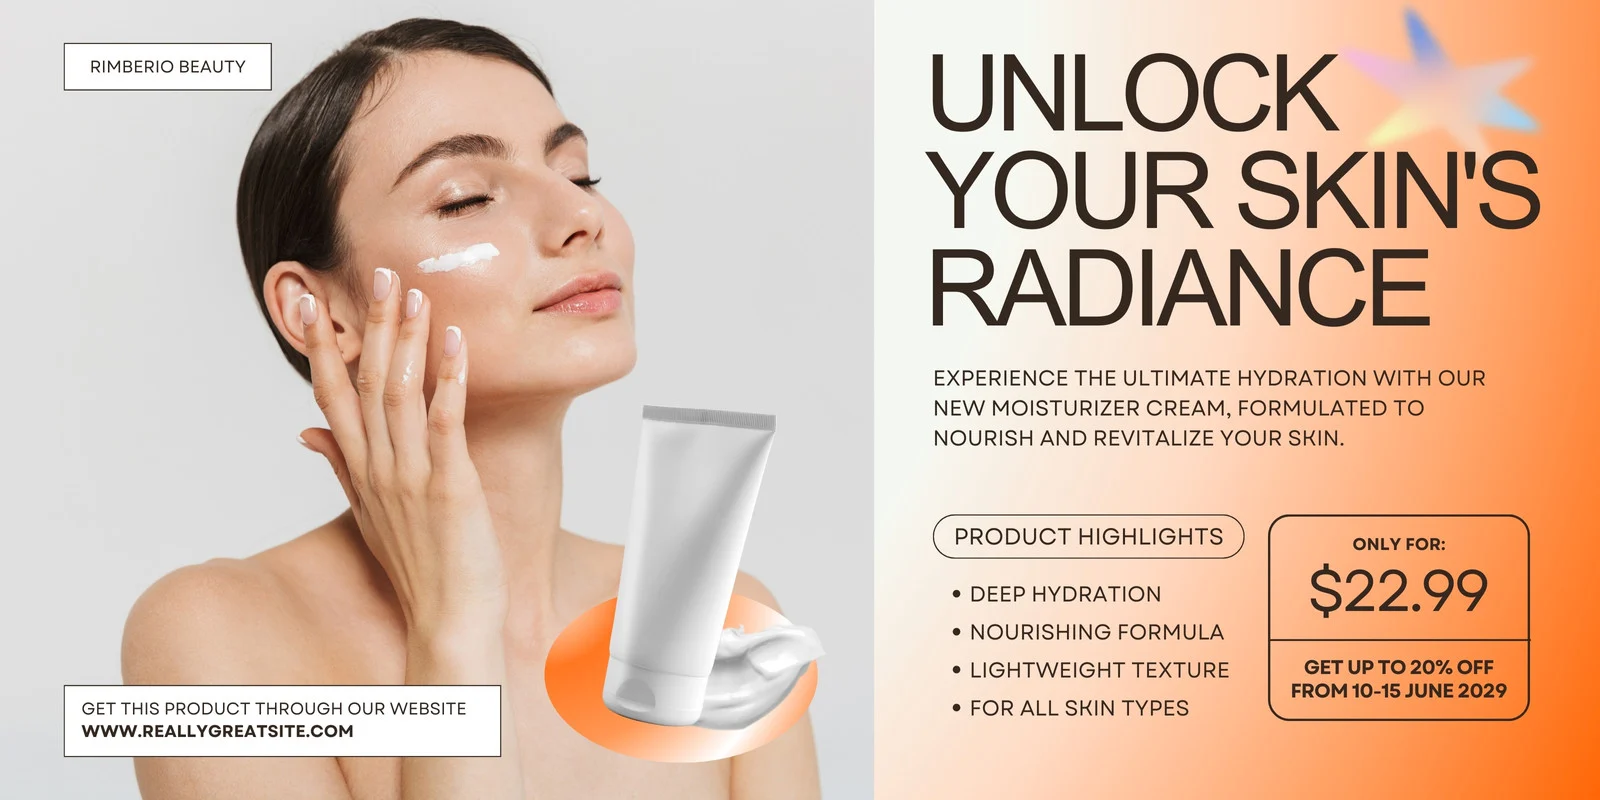 RIMBERIO BEAUTY
UNLOCK
YOUR SKIN'S
RADIANCE
EXPERIENCE THE ULTIMATE HYDRATION WITH OUR
NEW MOISTURIZER CREAM, FORMULATED TO
NOURISH AND REVITALIZE YOUR SKIN.
PRODUCT HIGHLIGHTS
• DEEP HYDRATION
• NOURISHING FORMULA
• LIGHTWEIGHT TEXTURE
• FOR ALL SKIN TYPES
ONLY FOR:
$22.99
GET UP TO 20% OFF
FROM 10-15 JUNE 2029
GET THIS PRODUCT THROUGH OUR WEBSITE
WWW.REALLYGREATSITE.COM